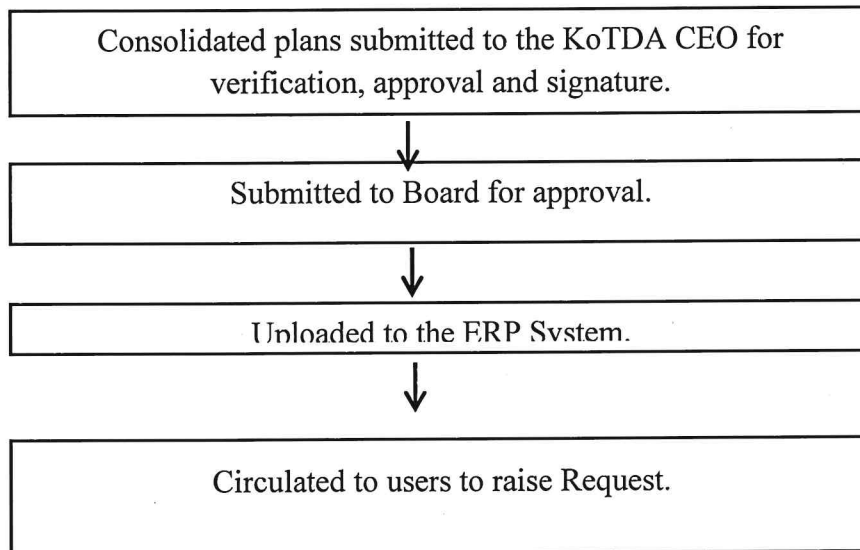 Consolidated plans submitted to the KoTDA CEO for
verification, approval and signature.
Submitted to Board for approval.
Uploaded to the ERP System.
Circulated to users to raise Request.